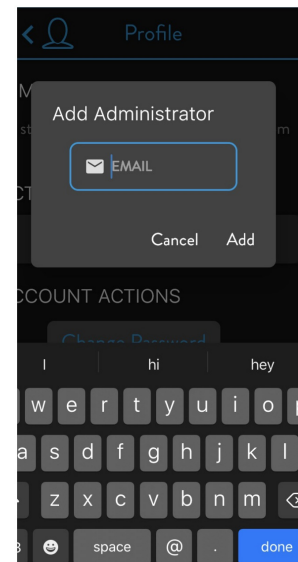 Profile
Add Administrator
EMAIL
Cancel Add
CCOUNT ACTIONS
Change Password
I hi hey
w e r t y u i o
a s d f g h j k l
z x c v b n m
space @ . done